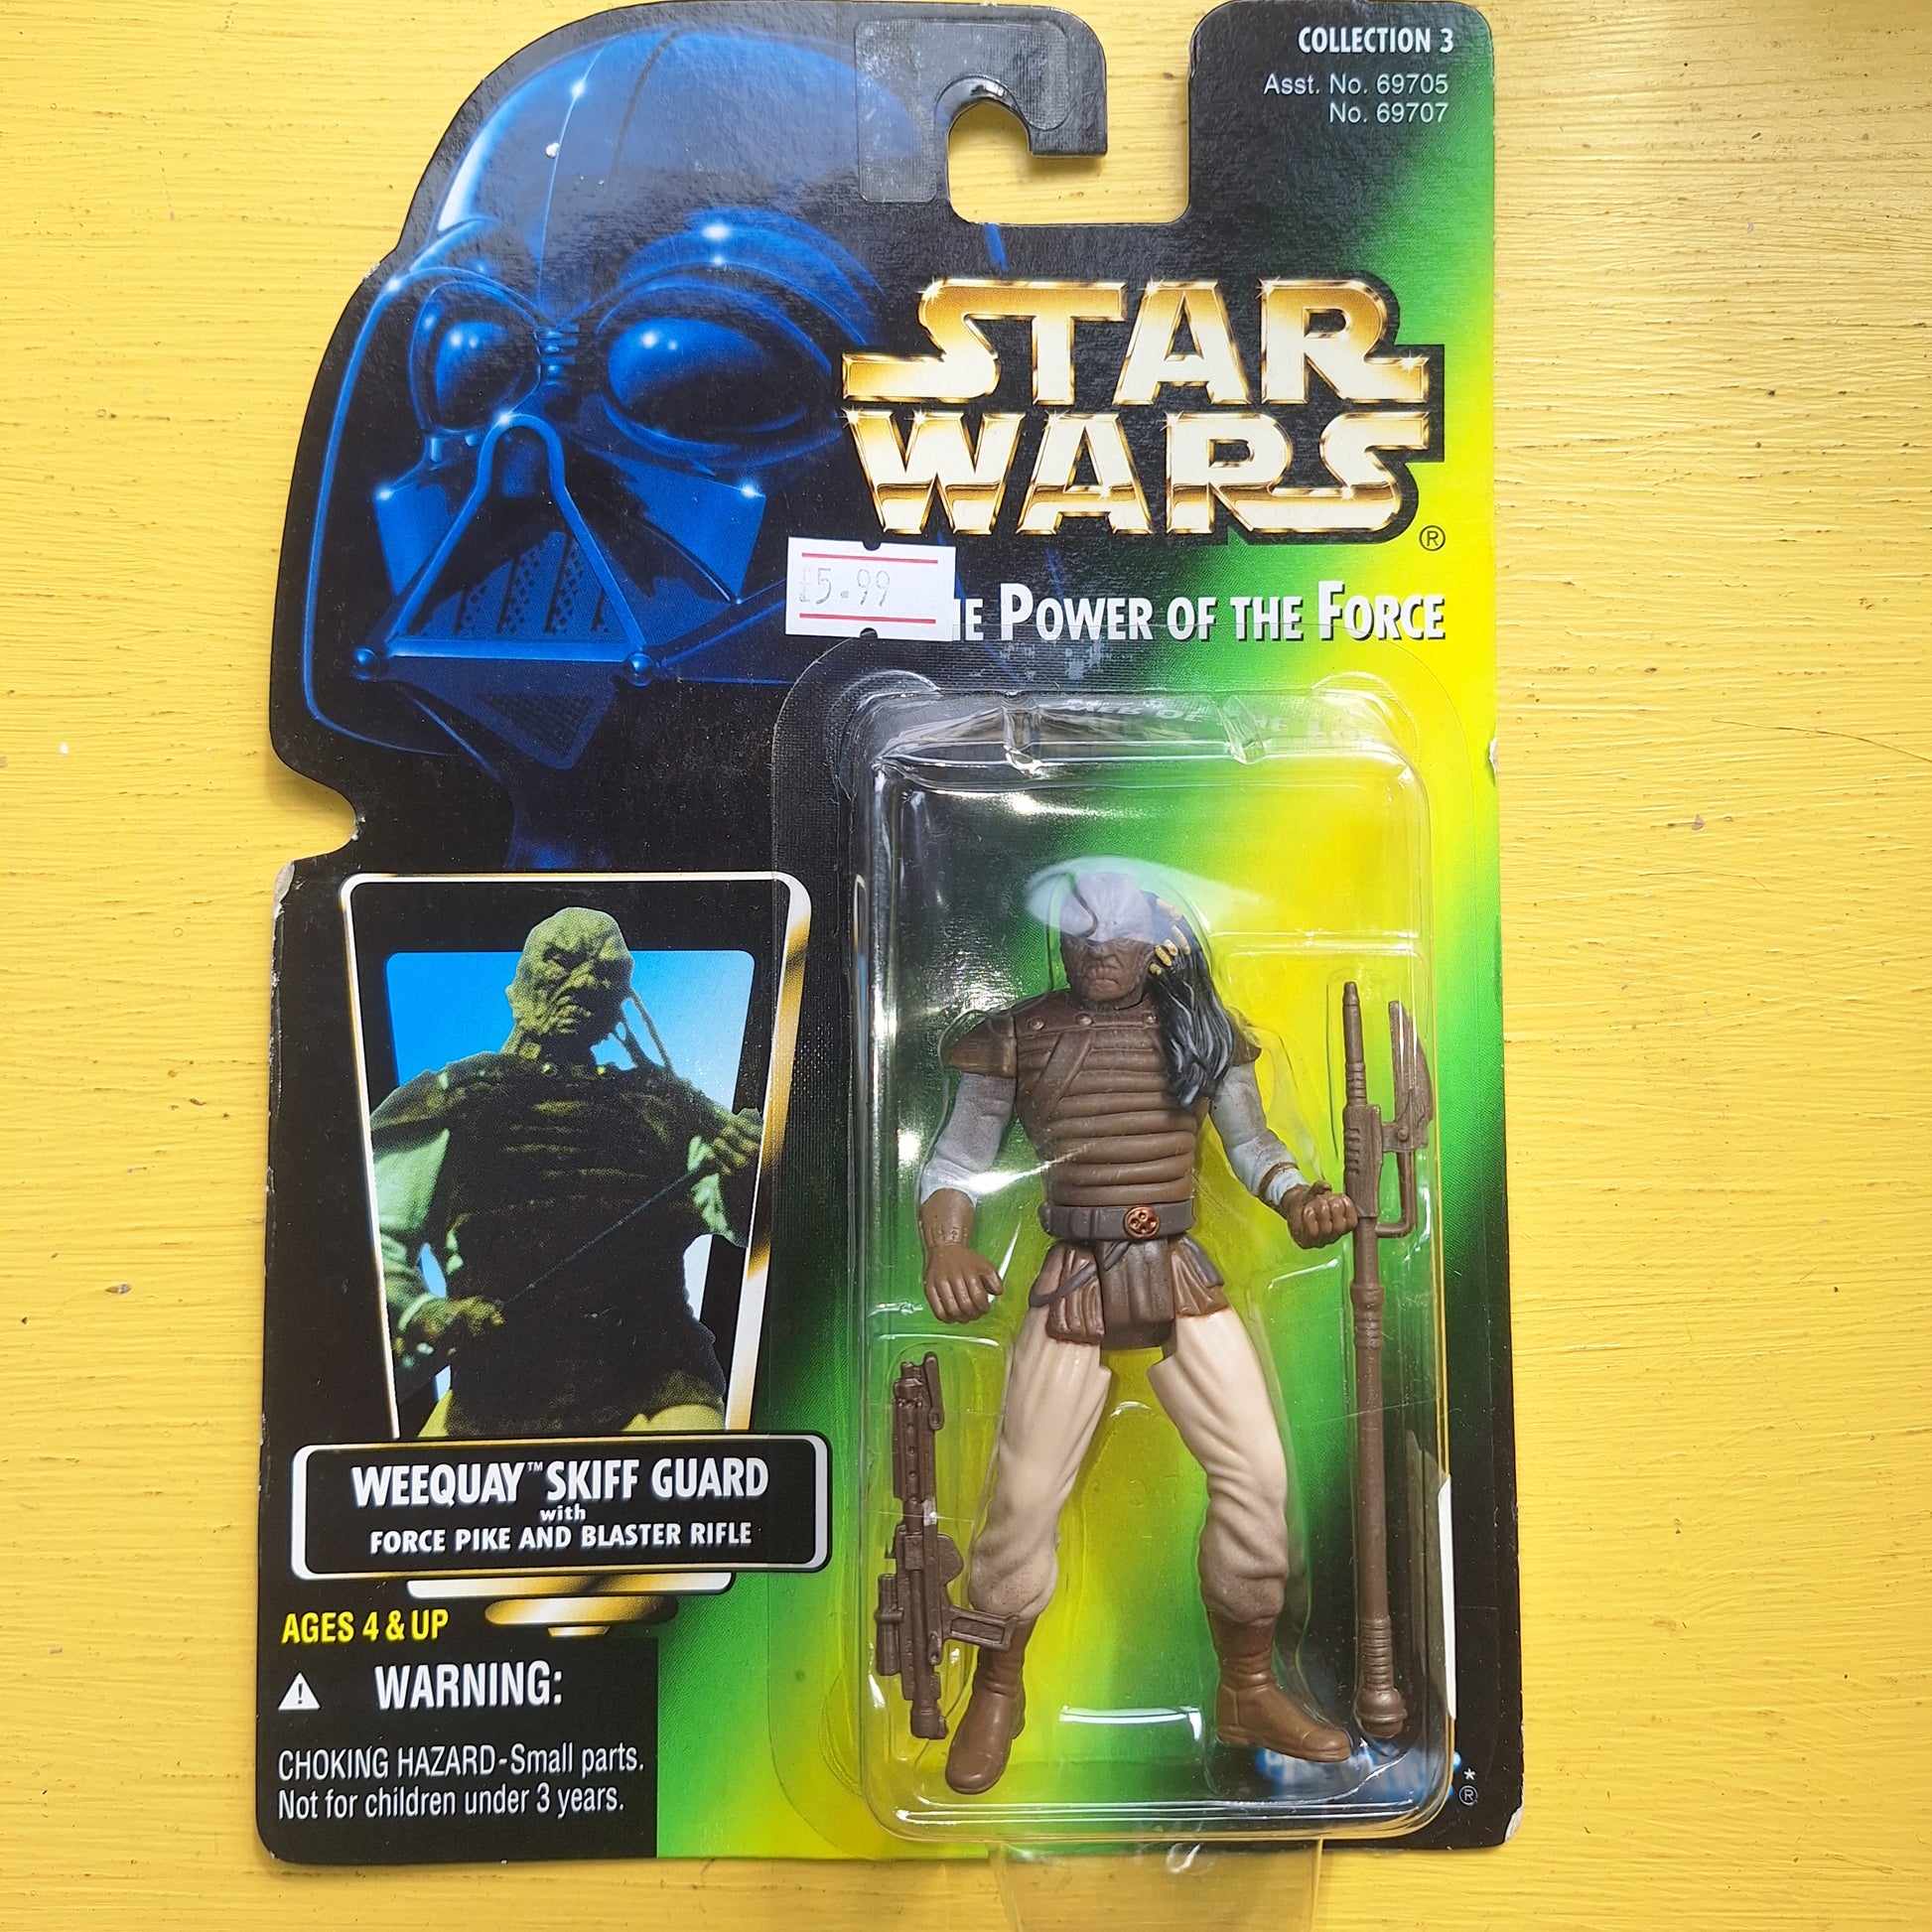 COLLECTION 3
Asst. No. 69705
No. 69707
STAR
WARS
®
£5.99
HE POWER OF THE FORCE
WEEQUAY™ SKIFF GUARD
with
FORCE PIKE AND BLASTER RIFLE
AGES 4 & UP
WARNING:
CHOKING HAZARD-Small parts.
Not for children under 3 years.
*
®